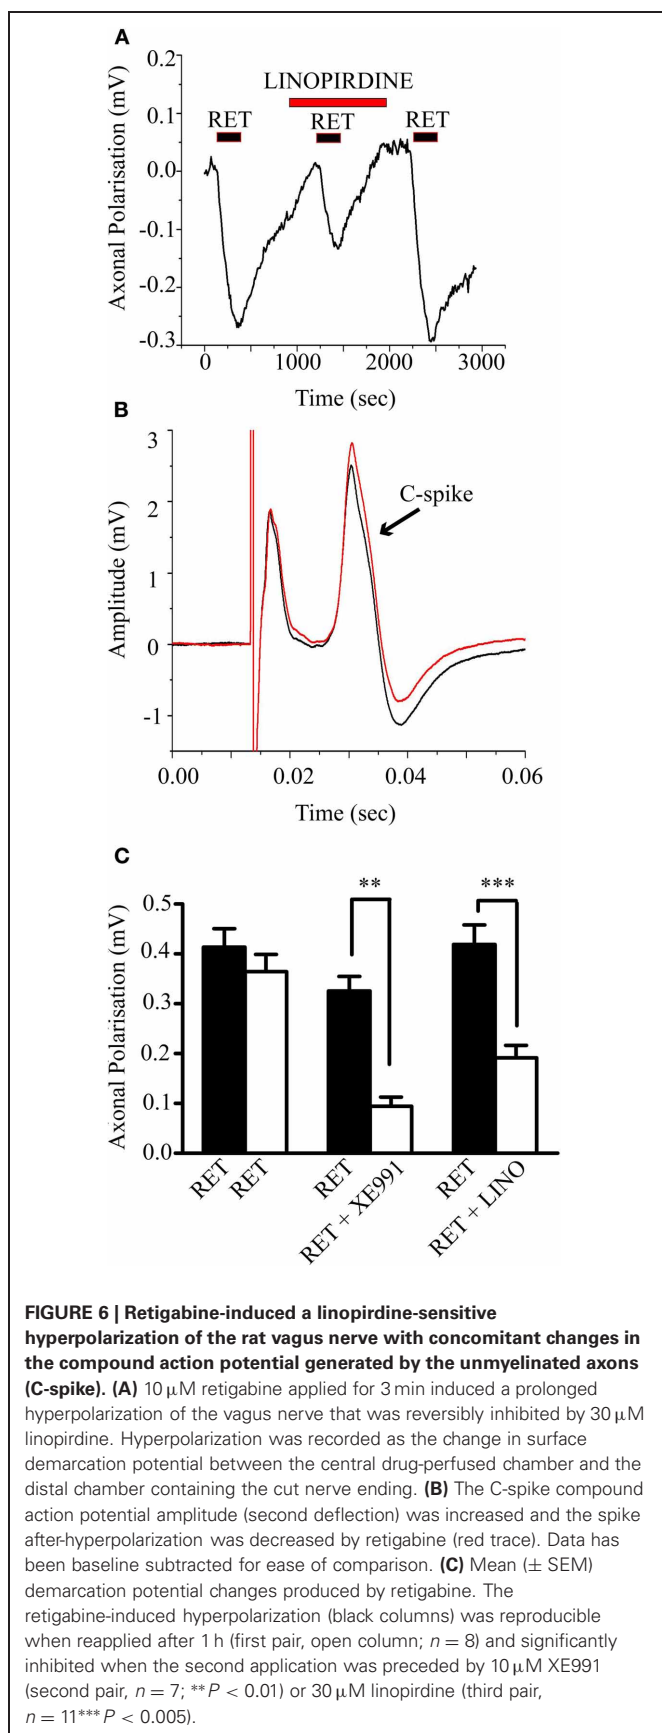 A
0.2
LINOPIRDINE
0.1
RET
RET
RET
0.0
-0.1
-0.2
-0.3
Axonal Polarisation (mV)
0
1000
2000
3000
Time (sec)
B
3
C-spike
2
1
0
-1
Amplitude (mV)
0.00
0.02
0.04
0.06
Time (sec)
C
**
***
0.5
0.4
0.3
0.2
0.1
0.0
Axonal Polarisation (mV)
RET
RET
RET
RET + XE991
RET
RET + LINO
FIGURE 6 | Retigabine-induced a linopirdine-sensitive
hyperpolarization of the rat vagus nerve with concomitant changes in
the compound action potential generated by the unmyelinated axons
(C-spike). (A) 10 μM retigabine applied for 3 min induced a prolonged
hyperpolarization of the vagus nerve that was reversibly inhibited by 30 μM
linopirdine. Hyperpolarization was recorded as the change in surface
demarcation potential between the central drug-perfused chamber and the
distal chamber containing the cut nerve ending. (B) The C-spike compound
action potential amplitude (second deflection) was increased and the spike
after-hyperpolarization was decreased by retigabine (red trace). Data has
been baseline subtracted for ease of comparison. (C) Mean (± SEM)
demarcation potential changes produced by retigabine. The
retigabine-induced hyperpolarization (black columns) was reproducible
when reapplied after 1 h (first pair, open column; n = 8) and significantly
inhibited when the second application was preceded by 10 μM XE991
(second pair, n = 7; **P < 0.01) or 30 μM linopirdine (third pair,
n = 11***P < 0.005).